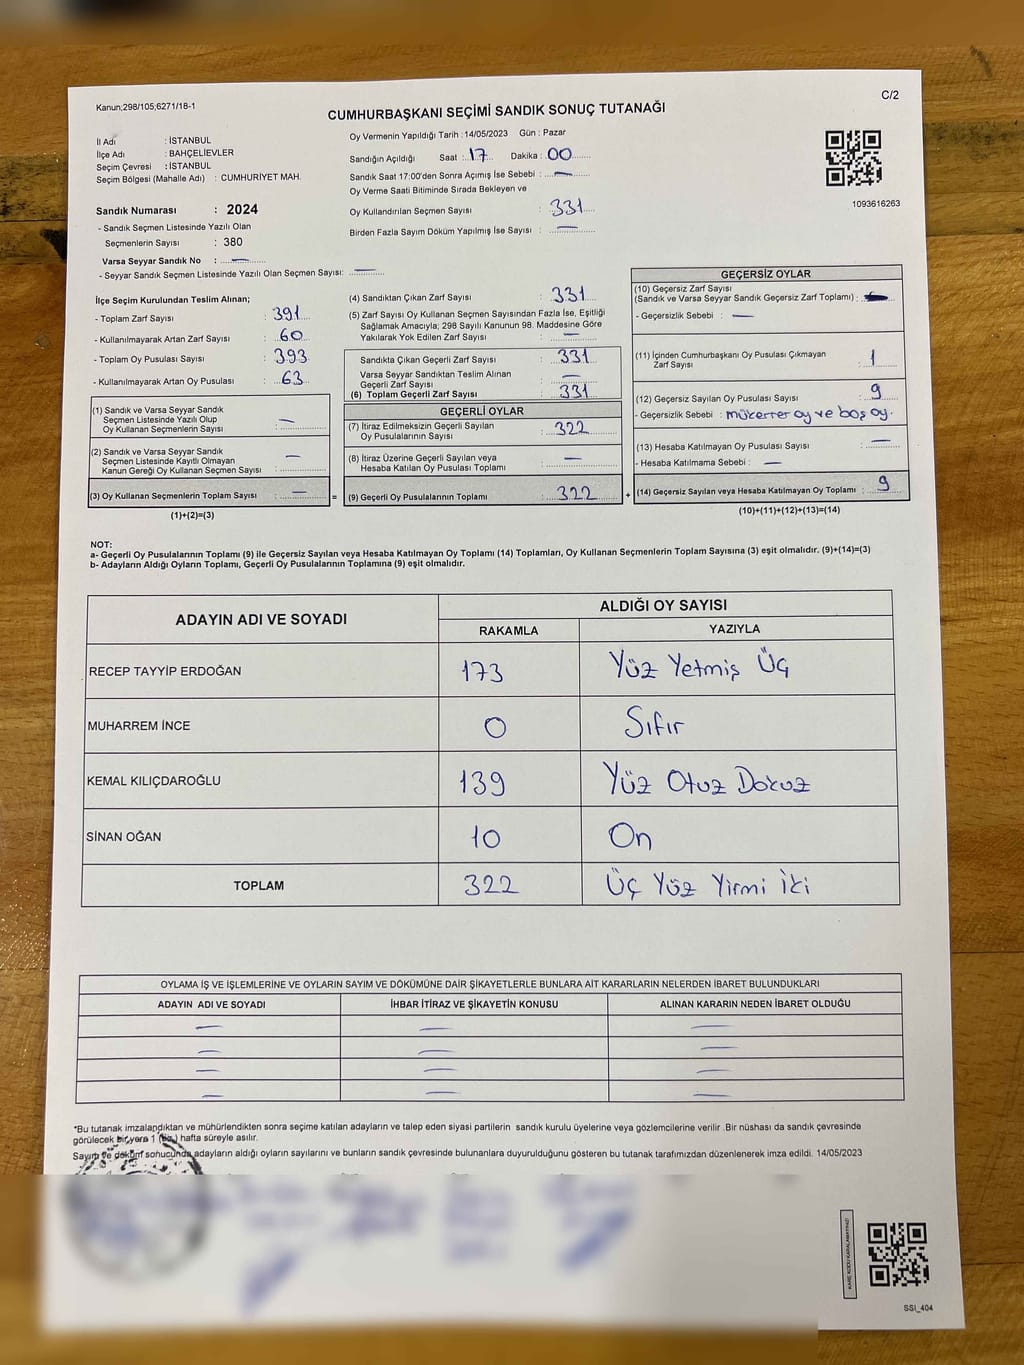 Kanun;298/105;6271/18-1
C/2
CUMHURBAŞKANI SEÇİMİ SANDIK SONUÇ TUTANAĞI
İl Adı : İSTANBUL
İlçe Adı : BAHÇELİEVLER
Seçim Çevresi : İSTANBUL
Seçim Bölgesi (Mahalle Adı) : CUMHURİYET MAH.
Sandık Numarası : 2024
- Sandık Seçmen Listesinde Yazılı Olan
Seçmenlerin Sayısı : 380
Varsa Seyyar Sandık No : —
- Seyyar Sandık Seçmen Listesinde Yazılı Olan Seçmen Sayısı: —
Oy Vermenin Yapıldığı Tarih : 14/05/2023 Gün : Pazar
Sandığın Açıldığı Saat : 17 Dakika : 00
Sandık Saat 17:00'den Sonra Açımış İse Sebebi : —
Oy Verme Saati Bitiminde Sırada Bekleyen ve
Oy Kullandırılan Seçmen Sayısı : 331
Birden Fazla Sayım Döküm Yapılmış İse Sayısı : —
1093616263
İlçe Seçim Kurulundan Teslim Alınan;
- Toplam Zarf Sayısı : 391
- Kullanılmayarak Artan Zarf Sayısı : 60
- Toplam Oy Pusulası Sayısı : 393
- Kullanılmayarak Artan Oy Pusulası : 63
(1) Sandık ve Varsa Seyyar Sandık
Seçmen Listesinde Yazılı Olup
Oy Kullanan Seçmenlerin Sayısı : —
(2) Sandık ve Varsa Seyyar Sandık
Seçmen Listesinde Kayıtlı Olmayan
Kanun Gereği Oy Kullanan Seçmen Sayısı : —
(3) Oy Kullanan Seçmenlerin Toplam Sayısı : — =
(1)+(2)=(3)
(4) Sandıktan Çıkan Zarf Sayısı : 331
(5) Zarf Sayısı Oy Kullanan Seçmen Sayısından Fazla İse, Eşitliği
Sağlamak Amacıyla; 298 Sayılı Kanunun 98. Maddesine Göre
Yakılarak Yok Edilen Zarf Sayısı : —
Sandıkta Çıkan Geçerli Zarf Sayısı : 331
Varsa Seyyar Sandıktan Teslim Alınan
Geçerli Zarf Sayısı : —
(6) Toplam Geçerli Zarf Sayısı : 331
GEÇERLİ OYLAR
(7) İtiraz Edilmeksizin Geçerli Sayılan
Oy Pusulalarının Sayısı : 322
(8) İtiraz Üzerine Geçerli Sayılan veya
Hesaba Katılan Oy Pusulası Toplamı : —
(9) Geçerli Oy Pusulalarının Toplamı : 322 +
GEÇERSİZ OYLAR
(10) Geçersiz Zarf Sayısı
(Sandık ve Varsa Seyyar Sandık Geçersiz Zarf Toplamı) :
- Geçersizlik Sebebi : —
(11) İçinden Cumhurbaşkanı Oy Pusulası Çıkmayan
Zarf Sayısı : 1
(12) Geçersiz Sayılan Oy Pusulası Sayısı : 9
- Geçersizlik Sebebi : mükerrer oy ve boş oy.
(13) Hesaba Katılmayan Oy Pusulası Sayısı : —
- Hesaba Katılmama Sebebi : —
(14) Geçersiz Sayılan veya Hesaba Katılmayan Oy Toplamı : 9
(10)+(11)+(12)+(13)=(14)
NOT:
a- Geçerli Oy Pusulalarının Toplamı (9) ile Geçersiz Sayılan veya Hesaba Katılmayan Oy Toplamı (14) Toplamları, Oy Kullanan Seçmenlerin Toplam Sayısına (3) eşit olmalıdır. (9)+(14)=(3)
b- Adayların Aldığı Oyların Toplamı, Geçerli Oy Pusulalarının Toplamına (9) eşit olmalıdır.
ADAYIN ADI VE SOYADI ALDIĞI OY SAYISI
RAKAMLA YAZIYLA
RECEP TAYYİP ERDOĞAN 173 Yüz Yetmiş Üç
MUHARREM İNCE 0 Sıfır
KEMAL KILIÇDAROĞLU 139 Yüz Otuz Dokuz
SİNAN OĞAN 10 On
TOPLAM 322 Üç Yüz Yirmi İki
OYLAMA İŞ VE İŞLEMLERİNE VE OYLARIN SAYIM VE DÖKÜMÜNE DAİR ŞİKAYETLERLE BUNLARA AİT KARARLARIN NELERDEN İBARET BULUNDUKLARI
ADAYIN ADI VE SOYADI İHBAR İTİRAZ VE ŞİKAYETİN KONUSU ALINAN KARARIN NEDEN İBARET OLDUĞU
— — —
— — —
— — —
— — —
*Bu tutanak imzalandıktan ve mühürlendikten sonra seçime katılan adayların ve talep eden siyasi partilerin sandık kurulu üyelerine veya gözlemcilerine verilir .Bir nüshası da sandık çevresinde
görülecek bir yere 1 (Bir) hafta süreyle asılır.
Sayım ve döküm sonucunda adayların aldığı oyların sayılarını ve bunların sandık çevresinde bulunanlara duyurulduğunu gösteren bu tutanak tarafımızdan düzenlenerek imza edildi. 14/05/2023
SSI_404